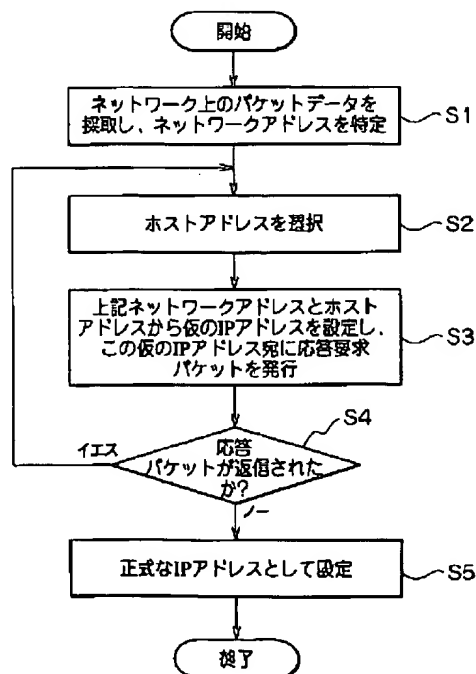 開始
ネットワーク上のパケットデータを
採取し、ネットワークアドレスを特定
S1
ホストアドレスを選択
S2
上記ネットワークアドレスとホスト
アドレスから仮のIPアドレスを設定し、
この仮のIPアドレス宛に応答要求
パケットを発行
S3
S4
応答
パケットが返信された
か?
イエス
ノー
正式なIPアドレスとして設定
S5
終了